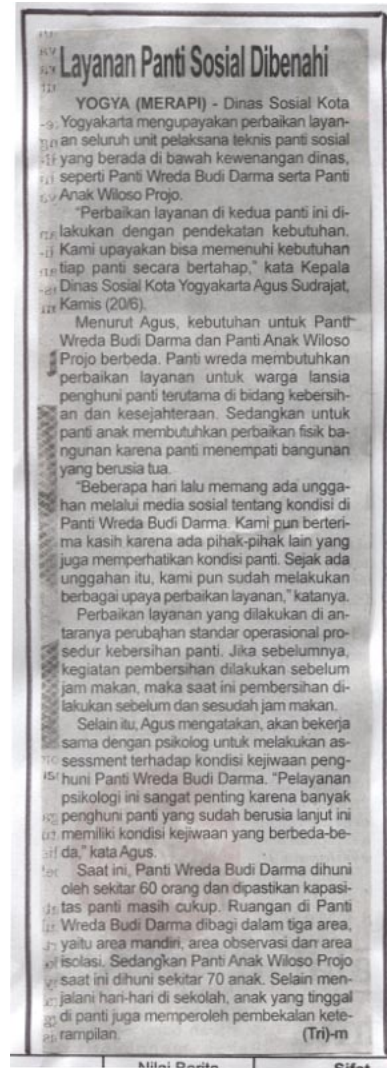 Layanan Panti Sosial Dibenahi
YOGYA (MERAPI) - Dinas Sosial Kota
Yogyakarta mengupayakan perbaikan layan-
an seluruh unit pelaksana teknis panti sosial
yang berada di bawah kewenangan dinas,
seperti Panti Wreda Budi Darma serta Panti
Anak Wiloso Projo.
"Perbaikan layanan di kedua panti ini di-
lakukan dengan pendekatan kebutuhan.
Kami upayakan bisa memenuhi kebutuhan
tiap panti secara bertahap," kata Kepala
Dinas Sosial Kota Yogyakarta Agus Sudrajat,
Kamis (20/6).
Menurut Agus, kebutuhan untuk Panti
Wreda Budi Darma dan Panti Anak Wiloso
Projo berbeda. Panti wreda membutuhkan
perbaikan layanan untuk warga lansia
penghuni panti terutama di bidang kebersih-
an dan kesejahteraan. Sedangkan untuk
panti anak membutuhkan perbaikan fisik ba-
ngunan karena panti menempati bangunan
yang berusia tua.
"Beberapa hari lalu memang ada ungga-
han melalui media sosial tentang kondisi di
Panti Wreda Budi Darma. Kami pun berteri-
ma kasih karena ada pihak-pihak lain yang
juga memperhatikan kondisi panti. Sejak ada
unggahan itu, kami pun sudah melakukan
berbagai upaya perbaikan layanan," katanya.
Perbaikan layanan yang dilakukan di an-
taranya perubahan standar operasional pro-
sedur kebersihan panti. Jika sebelumnya,
kegiatan pembersihan dilakukan sebelum
jam makan, maka saat ini pembersihan di-
lakukan sebelum dan sesudah jam makan.
Selain itu, Agus mengatakan, akan bekerja
sama dengan psikolog untuk melakukan as-
sessment terhadap kondisi kejiwaan peng-
huni Panti Wreda Budi Darma. "Pelayanan
psikologi ini sangat penting karena banyak
penghuni panti yang sudah berusia lanjut ini
memiliki kondisi kejiwaan yang berbeda-be-
da," kata Agus.
Saat ini, Panti Wreda Budi Darma dihuni
oleh sekitar 60 orang dan dipastikan kapasi-
tas panti masih cukup. Ruangan di Panti
Wreda Budi Darma dibagi dalam tiga area,
yaitu area mandiri, area observasi dan area
isolasi. Sedangkan Panti Anak Wiloso Projo
saat ini dihuni sekitar 70 anak. Selain men-
jalani hari-hari di sekolah, anak yang tinggal
di panti juga memperoleh pembekalan kete-
rampilan. (Tri)-m